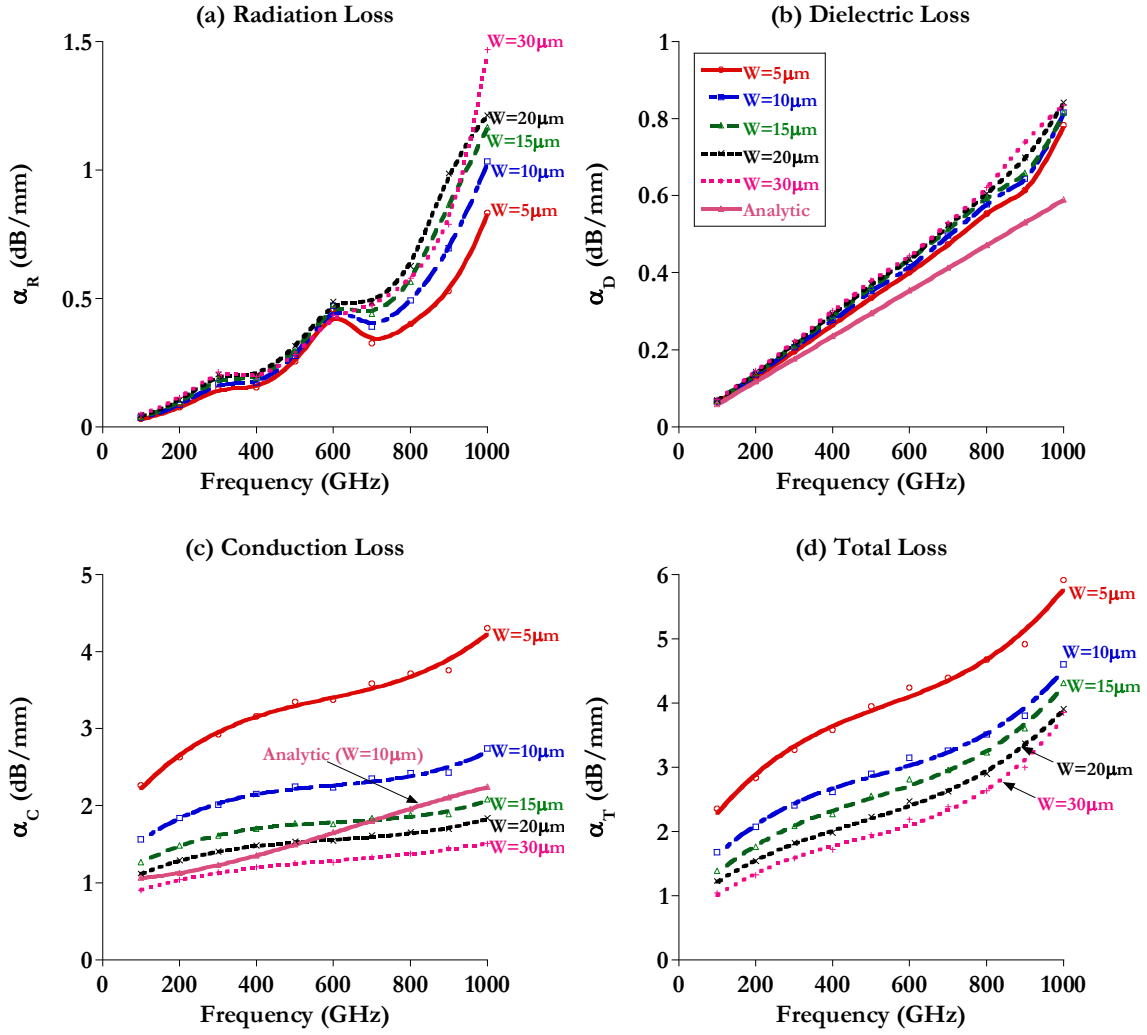 (a) Radiation Loss
1.5
1
0.5
0
0 200 400 600 800 1000
Frequency (GHz)
αR (dB/mm)
W=30μm
W=20μm
W=15μm
W=10μm
W=5μm
(b) Dielectric Loss
1
0.8
0.6
0.4
0.2
0
0 200 400 600 800 1000
Frequency (GHz)
αD (dB/mm)
W=5μm
W=10μm
W=15μm
W=20μm
W=30μm
Analytic
(c) Conduction Loss
5
4
3
2
1
0
0 200 400 600 800 1000
Frequency (GHz)
αC (dB/mm)
W=5μm
Analytic (W=10μm)
W=10μm
W=15μm
W=20μm
W=30μm
(d) Total Loss
6
5
4
3
2
1
0
0 200 400 600 800 1000
Frequency (GHz)
αT (dB/mm)
W=5μm
W=10μm
W=15μm
W=20μm
W=30μm